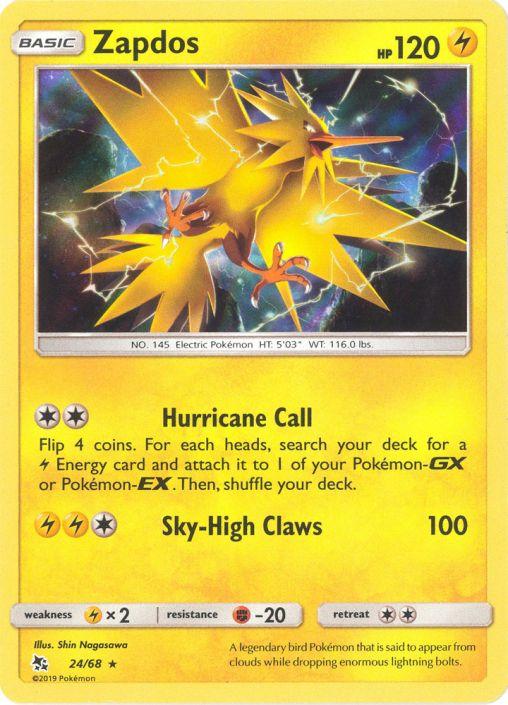 BASIC Zapdos HP 120
NO. 145 Electric Pokémon HT: 5'03" WT: 116.0 lbs.
Hurricane Call
Flip 4 coins. For each heads, search your deck for a
Energy card and attach it to 1 of your Pokémon-GX
or Pokémon-EX. Then, shuffle your deck.
Sky-High Claws 100
weakness ×2 resistance -20 retreat
Illus. Shin Nagasawa
24/68
©2019 Pokémon
A legendary bird Pokémon that is said to appear from
clouds while dropping enormous lightning bolts.